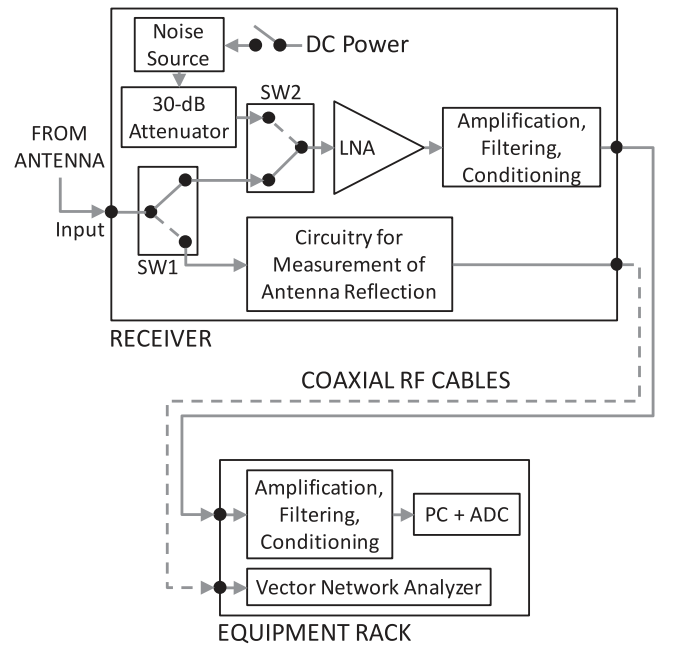 Noise
Source
DC Power
30-dB
Attenuator
SW2
FROM
ANTENNA
LNA
Amplification,
Filtering,
Conditioning
Input
SW1
Circuitry for
Measurement of
Antenna Reflection
RECEIVER
COAXIAL RF CABLES
Amplification,
Filtering,
Conditioning
PC + ADC
Vector Network Analyzer
EQUIPMENT RACK